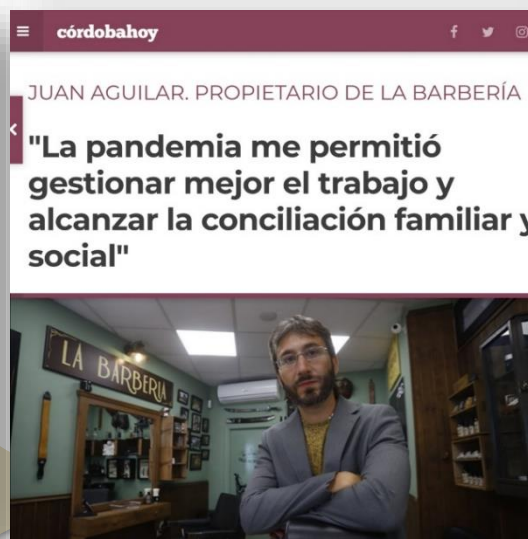 córdobahoy
JUAN AGUILAR. PROPIETARIO DE LA BARBERÍA
"La pandemia me permitió
gestionar mejor el trabajo y
alcanzar la conciliación familiar y
social"
LA BARBERIA